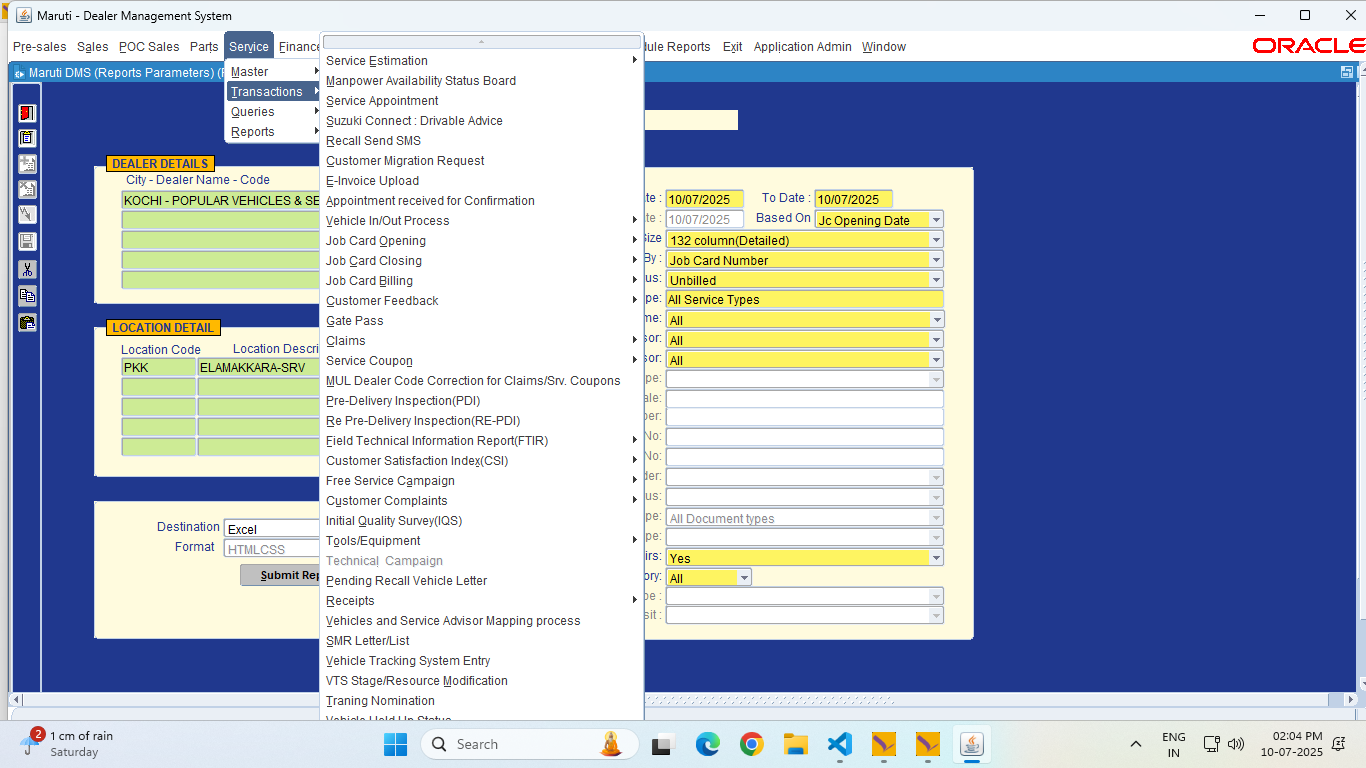 Maruti - Dealer Management System
Pre-sales Sales POC Sales Parts Service Finance ule Reports Exit Application Admin Window
ORACLE
Maruti DMS (Reports Parameters)
Master
Transactions
Queries
Reports
Service Estimation
Manpower Availability Status Board
Service Appointment
Suzuki Connect : Drivable Advice
Recall Send SMS
Customer Migration Request
E-Invoice Upload
Appointment received for Confirmation
Vehicle In/Out Process
Job Card Opening
Job Card Closing
Job Card Billing
Customer Feedback
Gate Pass
Claims
Service Coupon
MUL Dealer Code Correction for Claims/Srv. Coupons
Pre-Delivery Inspection(PDI)
Re Pre-Delivery Inspection(RE-PDI)
Field Technical Information Report(FTIR)
Customer Satisfaction Index(CSI)
Free Service Campaign
Customer Complaints
Initial Quality Survey(IQS)
Tools/Equipment
Technical Campaign
Pending Recall Vehicle Letter
Receipts
Vehicles and Service Advisor Mapping process
SMR Letter/List
Vehicle Tracking System Entry
VTS Stage/Resource Modification
Traning Nomination
Vehicle Held Up Status
DEALER DETAILS
City - Dealer Name - Code
KOCHI - POPULAR VEHICLES & SE
LOCATION DETAIL
Location Code Location Descri
PKK ELAMAKKARA-SRV
Destination Excel
Format HTMLCSS
Submit Rep
te : 10/07/2025 To Date : 10/07/2025
te : 10/07/2025 Based On Jc Opening Date
Size 132 column(Detailed)
By : Job Card Number
us: Unbilled
pe: All Service Types
me: All
sor: All
sor: All
pe:
ale:
ber:
No:
No:
der:
us:
pe: All Document types
pe:
irs: Yes
ory: All
pe :
sit :
2
1 cm of rain
Saturday
Search
ENG
IN
02:04 PM
10-07-2025